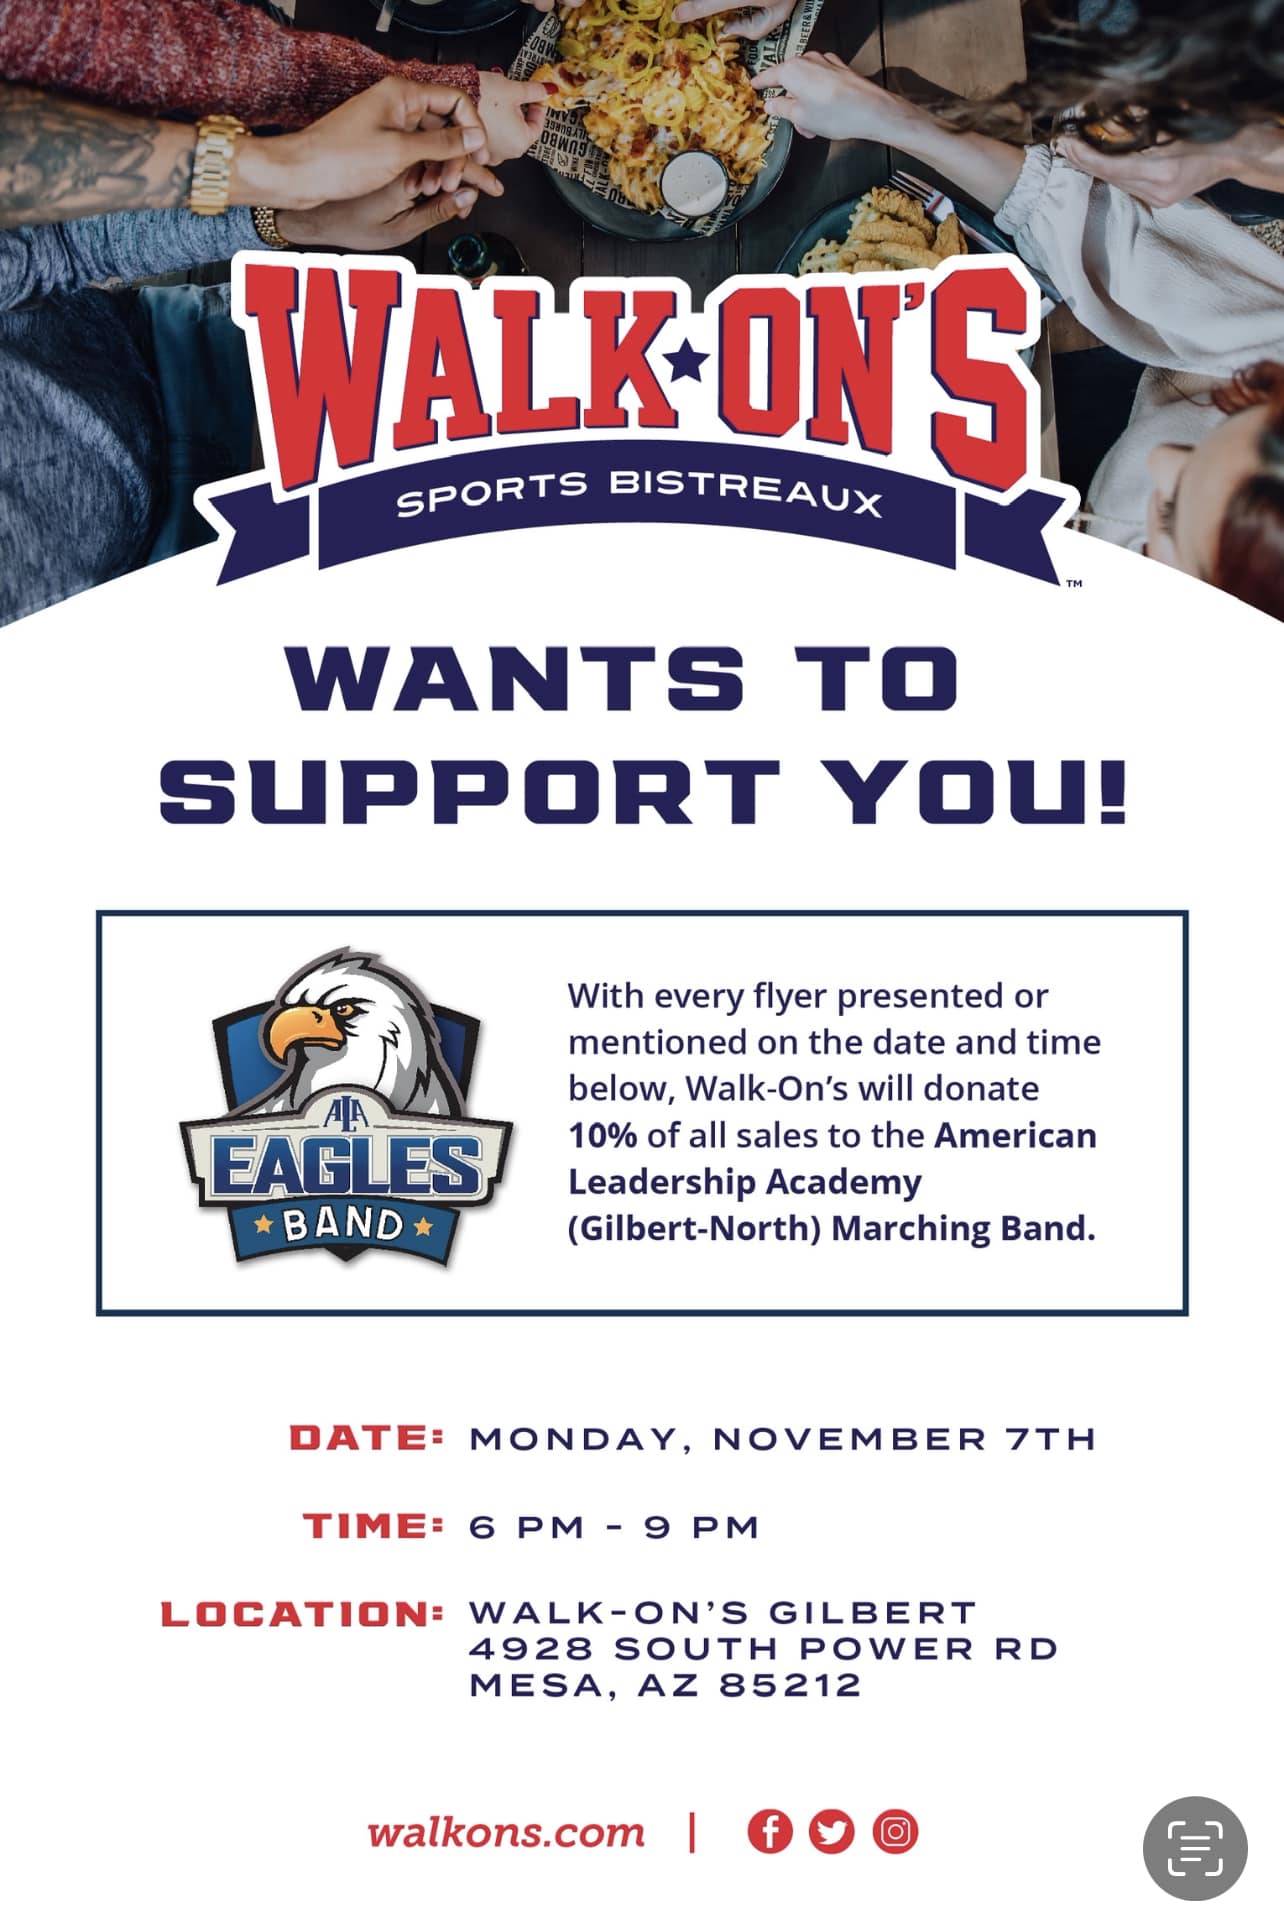 WALK★ON'S
SPORTS BISTREAUX
TM
WANTS TO
SUPPORT YOU!
With every flyer presented or
mentioned on the date and time
below, Walk-On's will donate
10% of all sales to the American
Leadership Academy
(Gilbert-North) Marching Band.
ALA
EAGLES
BAND
DATE: MONDAY, NOVEMBER 7TH
TIME: 6 PM - 9 PM
LOCATION: WALK-ON'S GILBERT
4928 SOUTH POWER RD
MESA, AZ 85212
walkons.com |